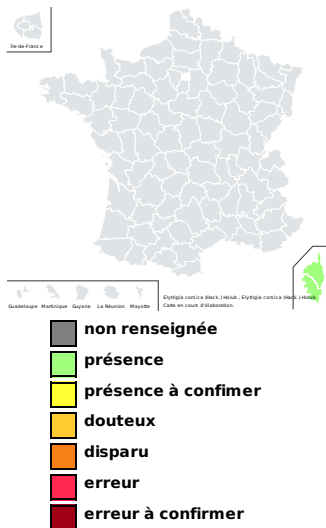 Île-de-France
Guadeloupe Martinique Guyane La Réunion Mayotte
Elytrigia corsica (Hack.) Holub , Elytrigia corsica (Hack.) Holub
Carte en cours d'élaboration.
non renseignée
présence
présence à confimer
douteux
disparu
erreur
erreur à confirmer